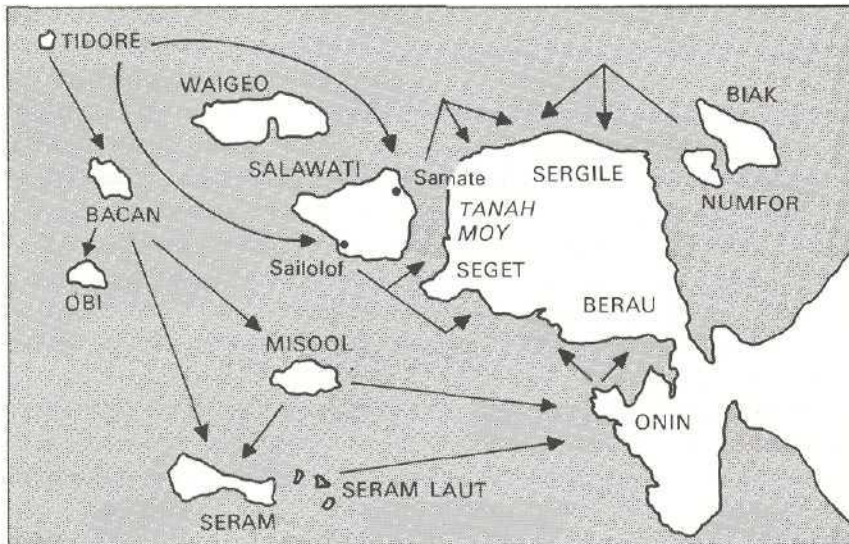 TIDORE
WAIGEO
BIAK
SALAWATI
Samate
SERGILE
NUMFOR
BACAN
TANAH
MOY
Sailolof
SEGET
OBI
BERAU
MISOOL
ONIN
SERAM LAUT
SERAM